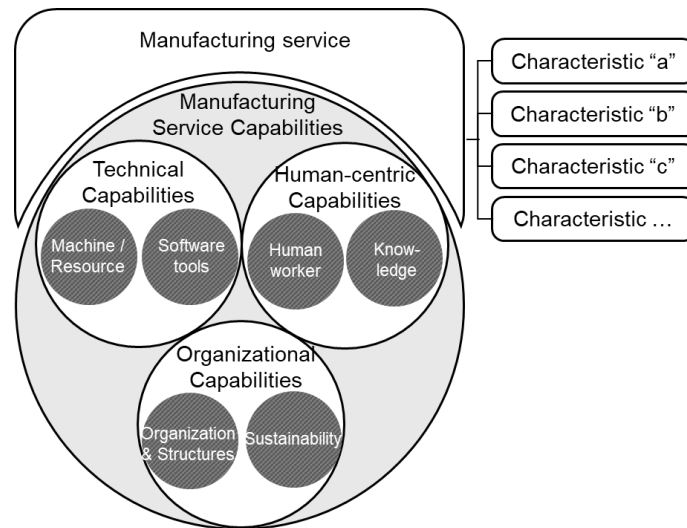 Manufacturing service
Manufacturing
Service Capabilities
Technical
Capabilities
Machine /
Resource
Software
tools
Human-centric
Capabilities
Human
worker
Know-
ledge
Organizational
Capabilities
Organization
& Structures
Sustainability
Characteristic “a”
Characteristic “b”
Characteristic “c”
Characteristic …